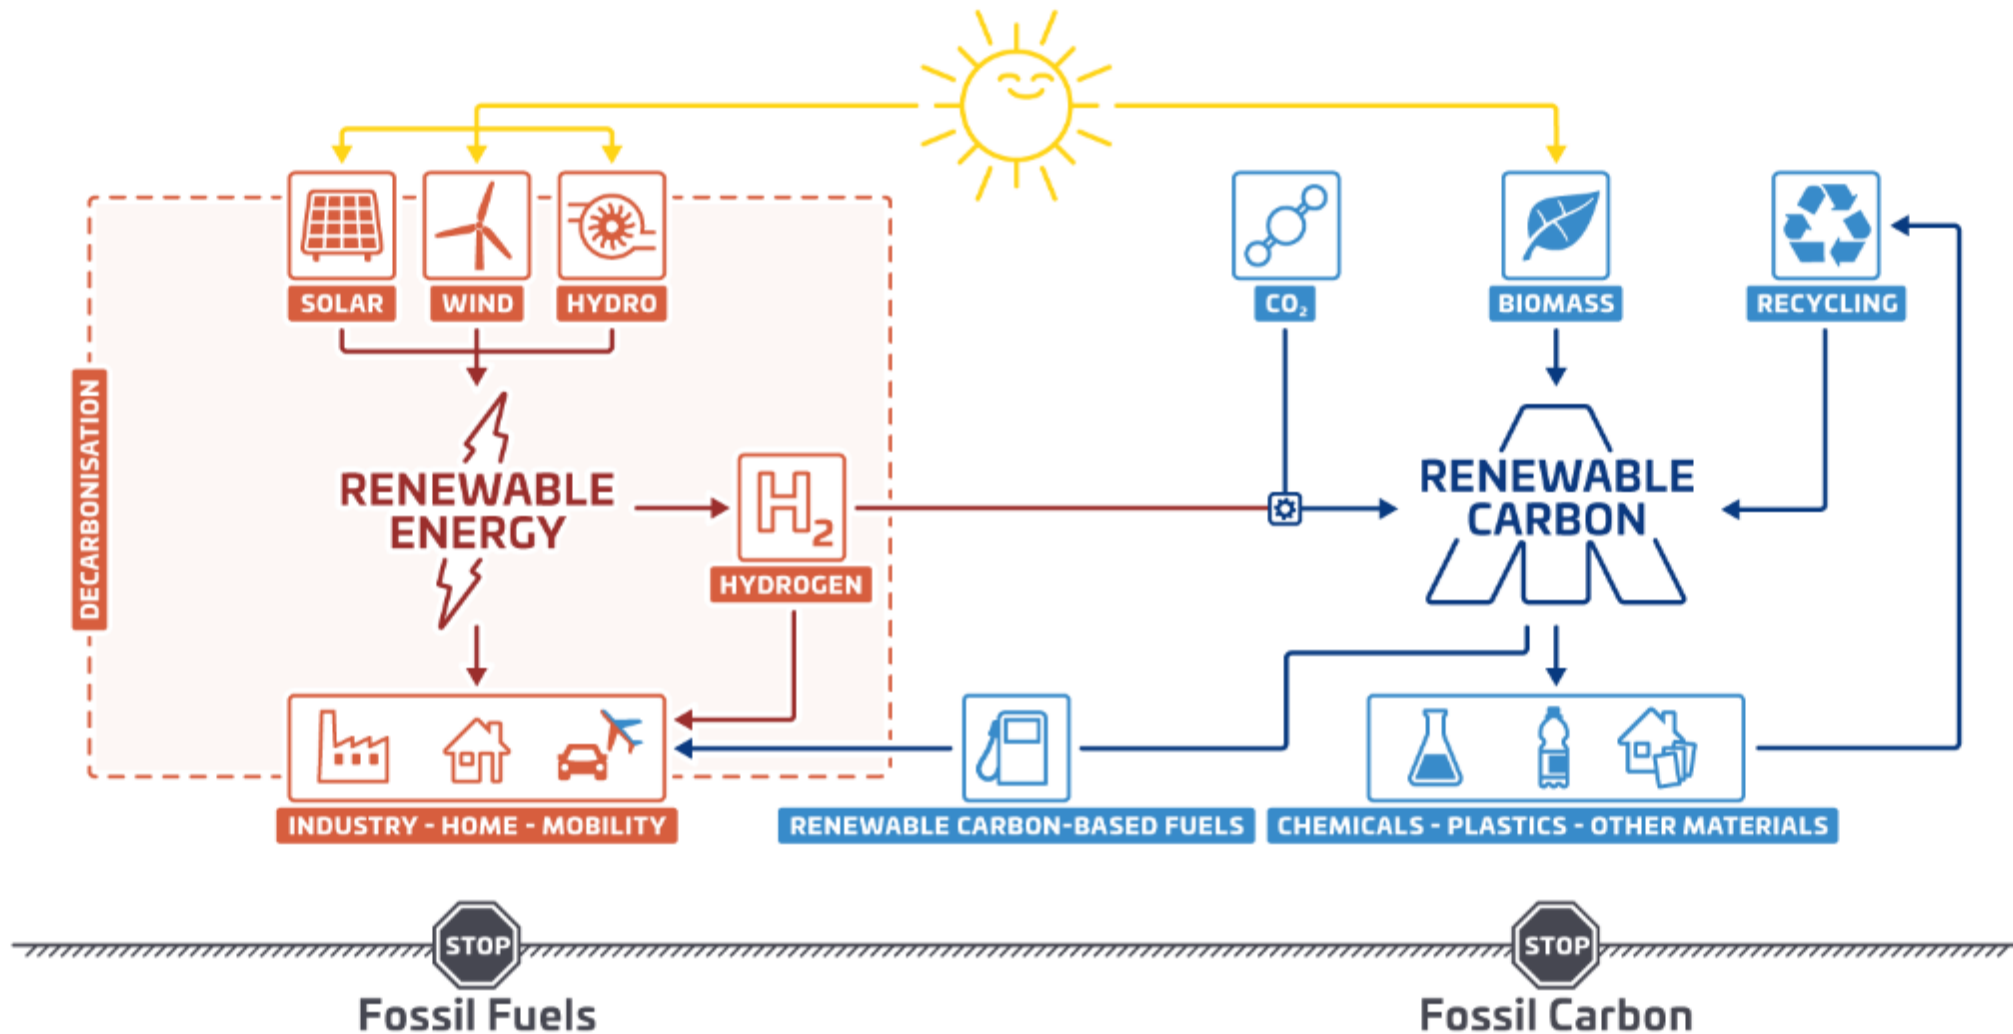 SOLAR
WIND
HYDRO
CO₂
BIOMASS
RECYCLING
DECARBONISATION
RENEWABLE
ENERGY
H₂
HYDROGEN
RENEWABLE
CARBON
INDUSTRY - HOME - MOBILITY
RENEWABLE CARBON-BASED FUELS
CHEMICALS - PLASTICS - OTHER MATERIALS
STOP
Fossil Fuels
STOP
Fossil Carbon